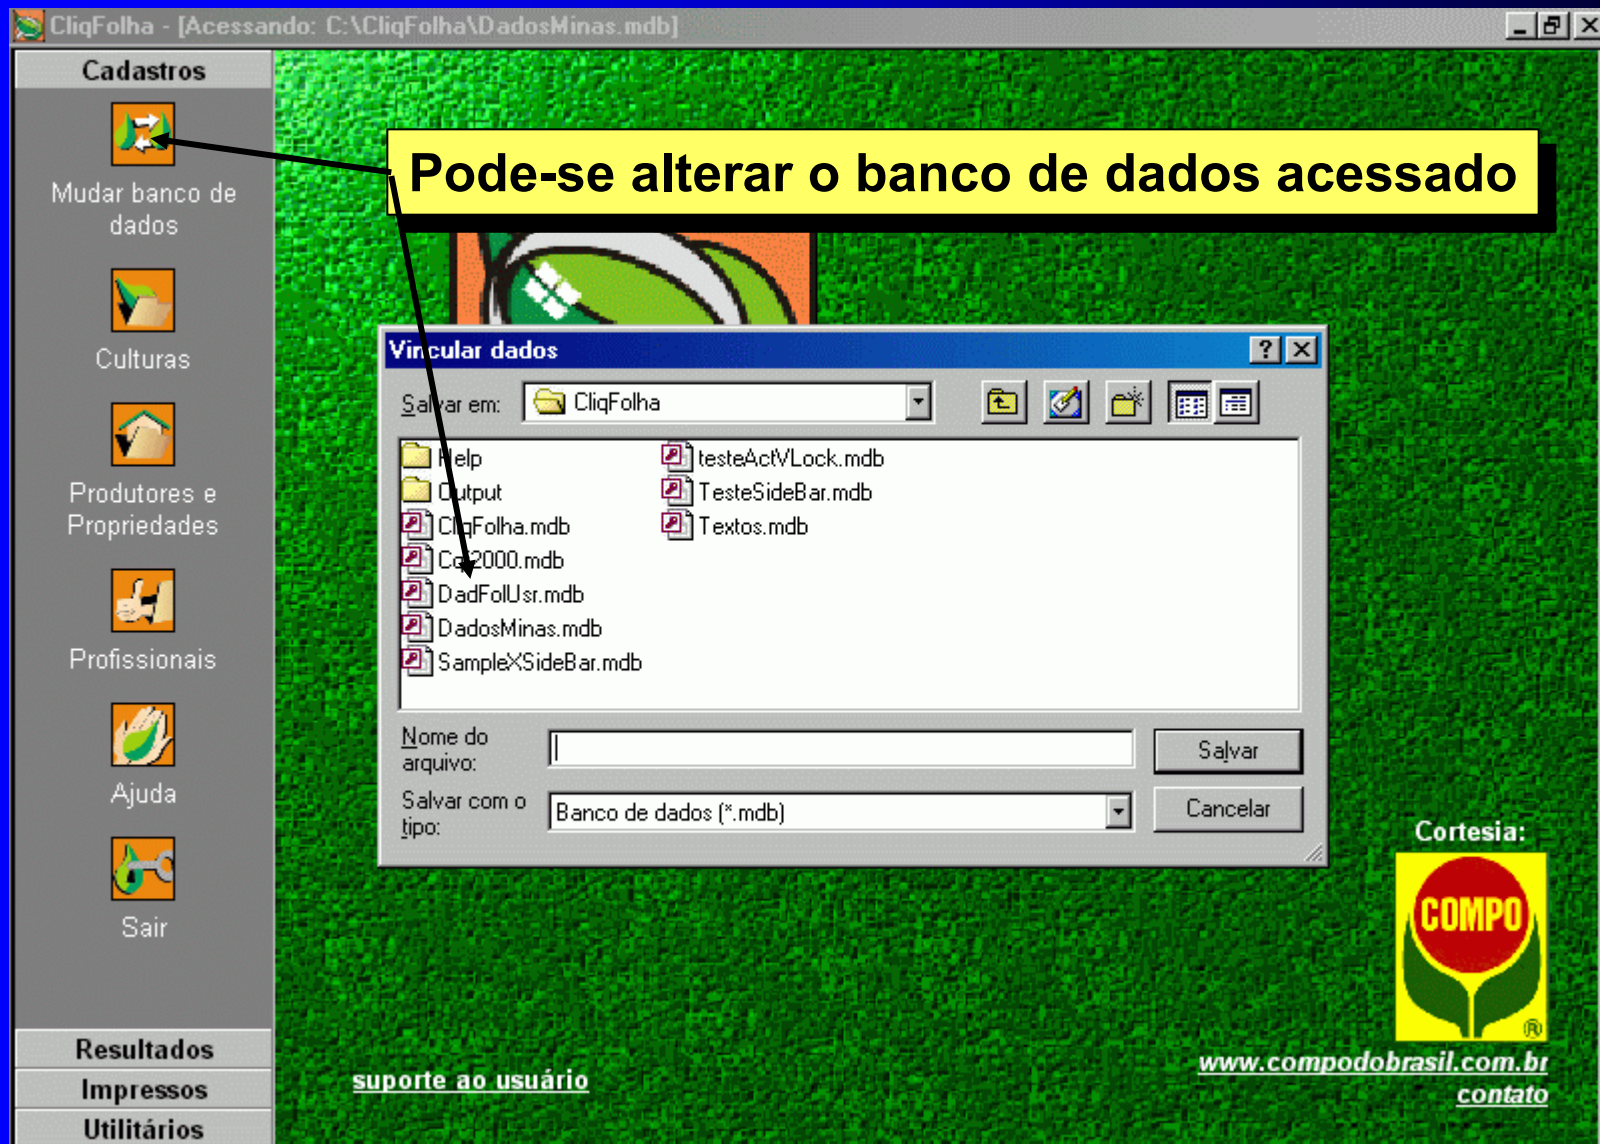 CliqFolha - [Acessando: C:\CliqFolha\DadosMinas.mdb]
Cadastros
Mudar banco de
dados
Culturas
Produtores e
Propriedades
Profissionais
Ajuda
Sair
Resultados
Impressos
Utilitários
Pode-se alterar o banco de dados acessado
Vincular dados
Salvar em:
CliqFolha
Help
Output
CliqFolha.mdb
Cqf2000.mdb
DadFolUsr.mdb
DadosMinas.mdb
SampleXSideBar.mdb
testeActVLock.mdb
TesteSideBar.mdb
Textos.mdb
Nome do
arquivo:
Salvar
Salvar com o
tipo:
Banco de dados (*.mdb)
Cancelar
Cortesia:
COMPO
®
www.compodobrasil.com.br
contato
suporte ao usuário